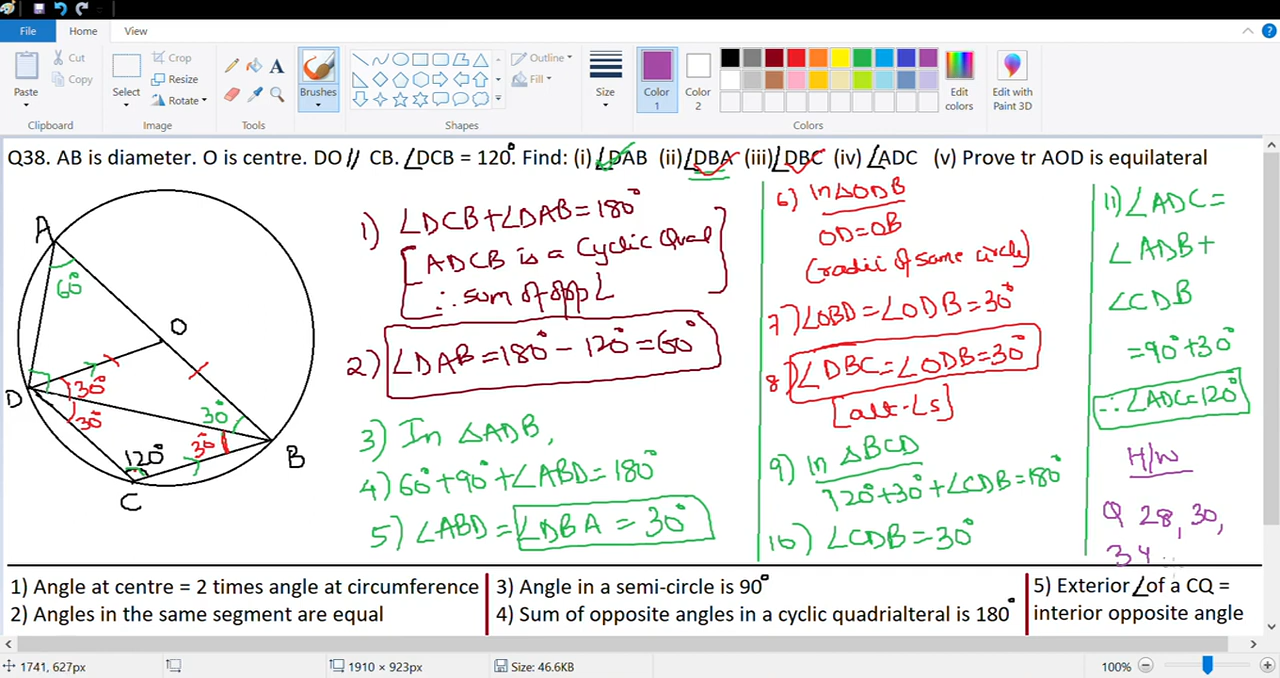 File
Home
View
Paste
Cut
Copy
Clipboard
Select
Crop
Resize
Rotate
Image
A
Tools
Brushes
Shapes
Outline
Fill
Size
Color 1
Color 2
Edit colors
Edit with Paint 3D
Colors
Q38. AB is diameter. O is centre. DO // CB. ∠DCB = 120°. Find: (i) ∠DAB (ii) ∠DBA (iii) ∠DBC (iv) ∠ADC (v) Prove tr AOD is equilateral
A
60°
O
D
30°
30°
30°
30°
120°
B
C
1) ∠DCB + ∠DAB = 180°
[ADCB is a Cyclic Qual
∴ sum of opp ∠]
2) ∠DAB = 180° - 120° = 60°
3) In △ADB,
4) 60° + 90° + ∠ABD = 180°
5) ∠ABD = ∠DBA = 30°
6) In △ODB
OD = OB
(radii of same circle)
7) ∠OBD = ∠ODB = 30°
8) ∠DBC = ∠ODB = 30°
[alt. ∠s]
9) In △BCD
120° + 30° + ∠CDB = 180°
10) ∠CDB = 30°
11) ∠ADC =
∠ADB +
∠CDB
= 90° + 30°
∴ ∠ADC = 120°
H/W
Q 28, 30,
34
1) Angle at centre = 2 times angle at circumference
2) Angles in the same segment are equal
3) Angle in a semi-circle is 90°
4) Sum of opposite angles in a cyclic quadrialteral is 180°
5) Exterior ∠ of a CQ =
interior opposite angle
1741, 627px
1910 × 923px
Size: 46.6KB
100%